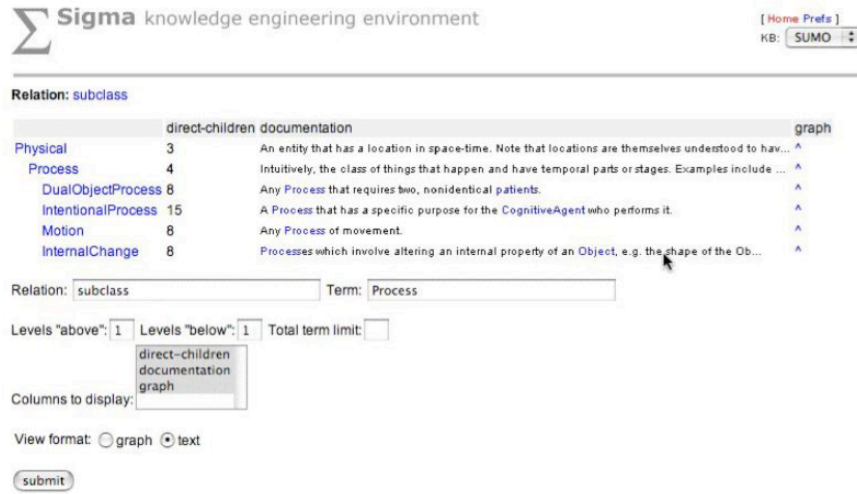 Sigma knowledge engineering environment
[ Home Prefs ]
KB: SUMO
Relation: subclass
direct-children documentation graph
Physical 3 An entity that has a location in space-time. Note that locations are themselves understood to hav... ^
Process 4 Intuitively, the class of things that happen and have temporal parts or stages. Examples include ... ^
DualObjectProcess 8 Any Process that requires two, nonidentical patients. ^
IntentionalProcess 15 A Process that has a specific purpose for the CognitiveAgent who performs it. ^
Motion 8 Any Process of movement. ^
InternalChange 8 Processes which involve altering an internal property of an Object, e.g. the shape of the Ob... ^
Relation: subclass Term: Process
Levels "above": 1 Levels "below": 1 Total term limit:
direct-children
documentation
graph
Columns to display:
View format: graph text
submit